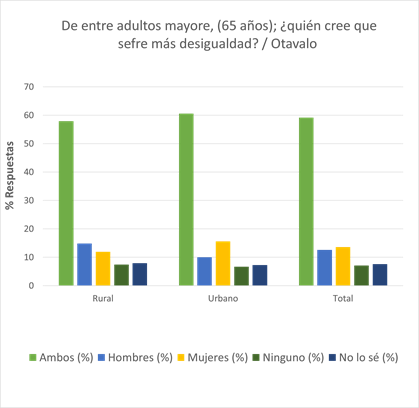 De entre adultos mayore, (65 años); ¿quién cree que
sefre más desigualdad? / Otavalo
% Respuestas
70
60
50
40
30
20
10
0
Rural Urbano Total
Ambos (%) Hombres (%) Mujeres (%) Ninguno (%) No lo sé (%)